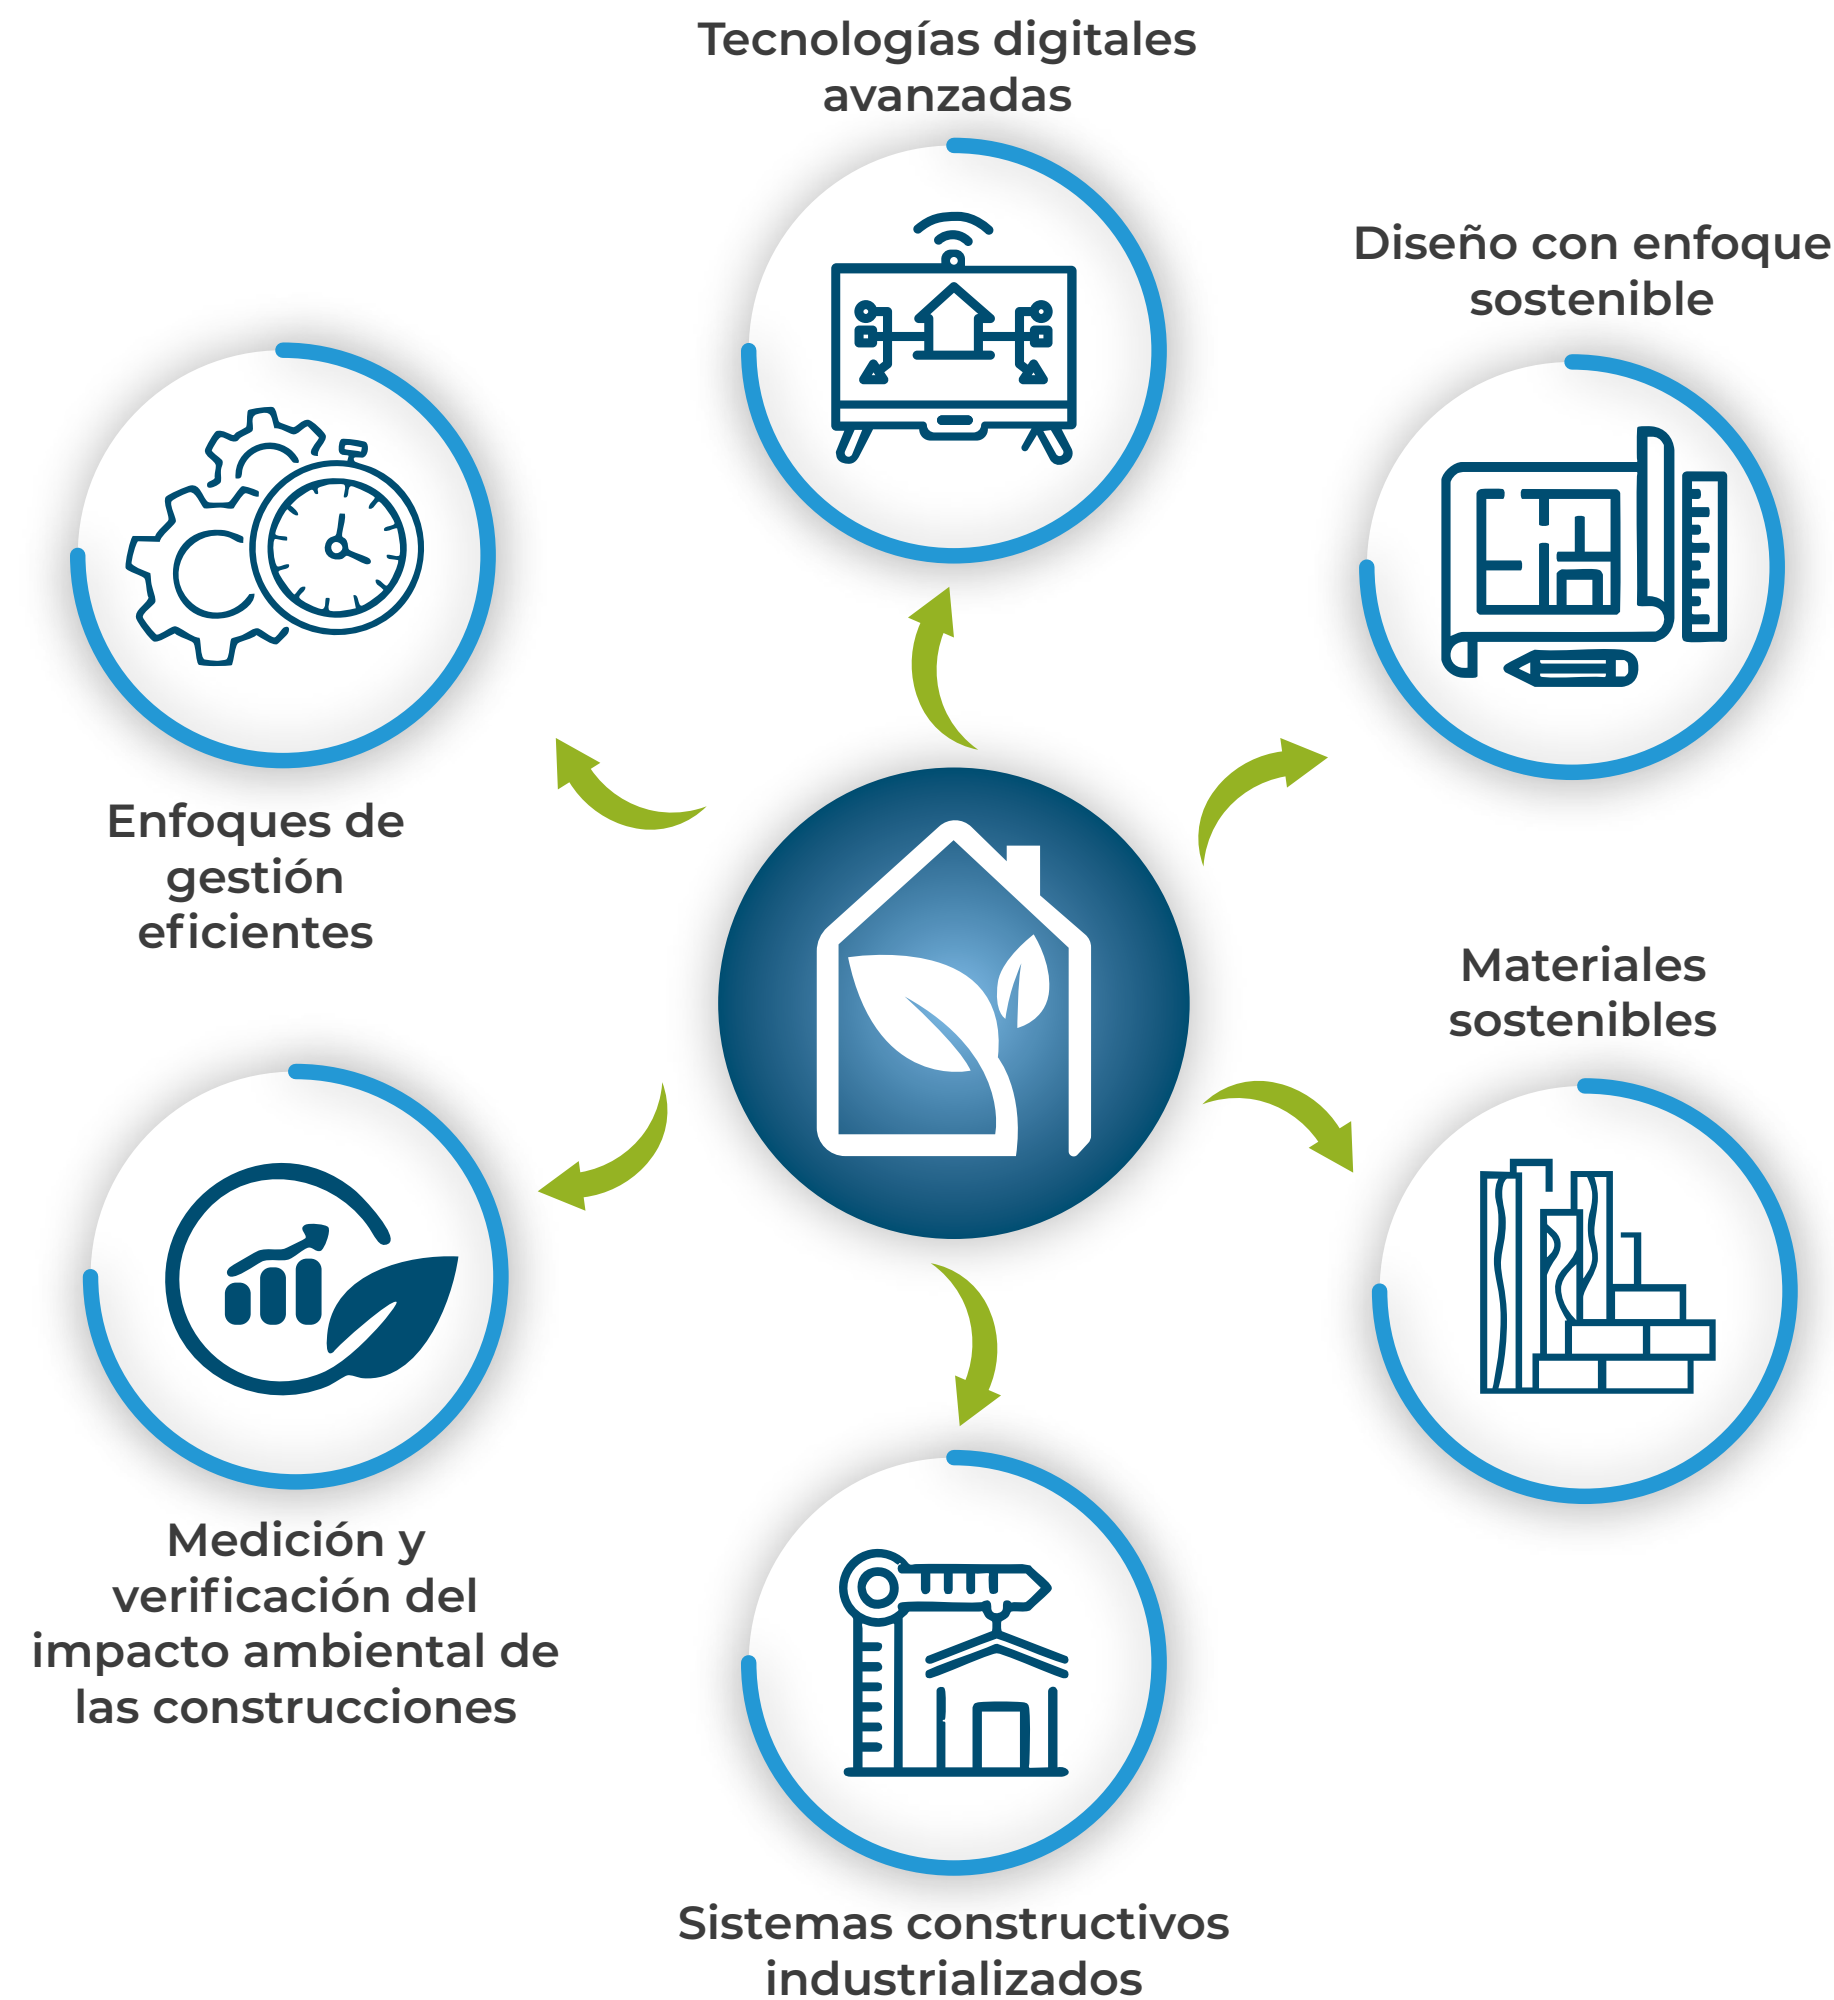 Tecnologías digitales
avanzadas
Diseño con enfoque
sostenible
Enfoques de
gestión
eficientes
Materiales
sostenibles
Medición y
verificación del
impacto ambiental de
las construcciones
Sistemas constructivos
industrializados